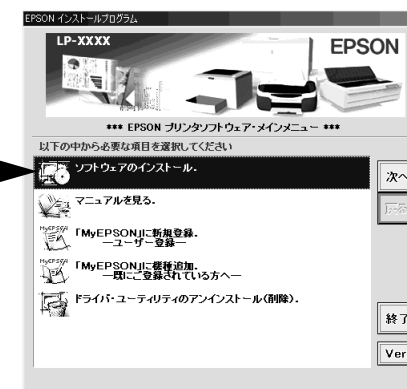 EPSON インストールプログラム
LP-XXXX
EPSON
*** EPSON プリンタソフトウェア・メインメニュー ***
以下の中から必要な項目を選択してください
ソフトウェアのインストール.
次へ
マニュアルを見る.
戻る
MyEPSON
「MyEPSON」に新規登録.
―ユーザー登録―
MyEPSON
「MyEPSON」に機種追加.
―既にご登録されている方へ―
ドライバ・ユーティリティのアンインストール(削除).
終了
Ver